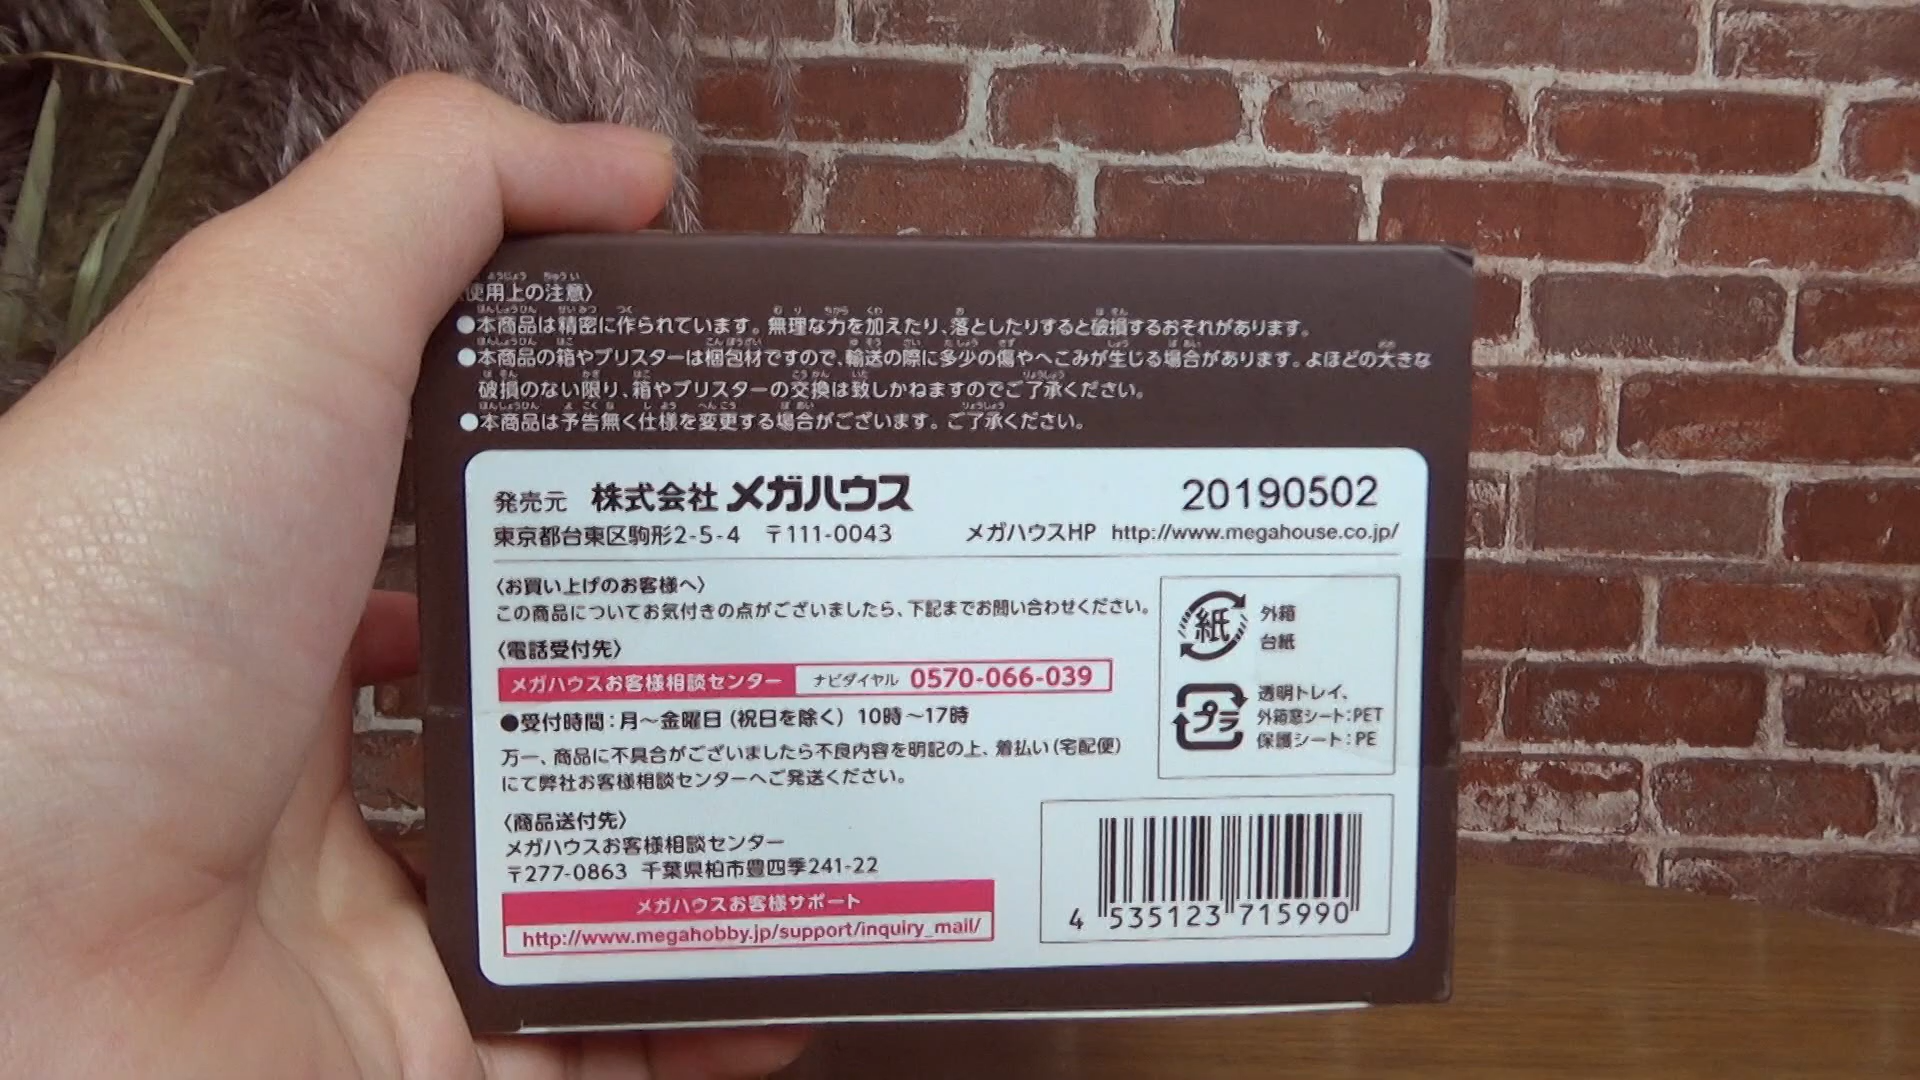 使用上の注意〉
●本商品は精密に作られています。無理な力を加えたり、落としたりすると破損するおそれがあります。
●本商品の箱やブリスターは梱包材ですので、輸送の際に多少の傷やへこみが生じる場合があります。よほどの大きな
破損のない限り、箱やブリスターの交換は致しかねますのでご了承ください。
●本商品は予告無く仕様を変更する場合がございます。ご了承ください。
発売元 株式会社 メガハウス
20190502
東京都台東区駒形2-5-4 〒111-0043 メガハウスHP http://www.megahouse.co.jp/
〈お買い上げのお客様へ〉
この商品についてお気付きの点がございましたら、下記までお問い合わせください。
〈電話受付先〉
メガハウスお客様相談センター ナビダイヤル 0570-066-039
●受付時間：月～金曜日（祝日を除く）10時～17時
万一、商品に不具合がございましたら不良内容を明記の上、着払い（宅配便）
にて弊社お客様相談センターへご発送ください。
〈商品送付先〉
メガハウスお客様相談センター
〒277-0863 千葉県柏市豊四季241-22
メガハウスお客様サポート
http://www.megahobby.jp/support/inquiry_mail/
紙 外箱
台紙
プラ 透明トレイ、
外箱窓シート：PET
保護シート：PE
4 535123 715990